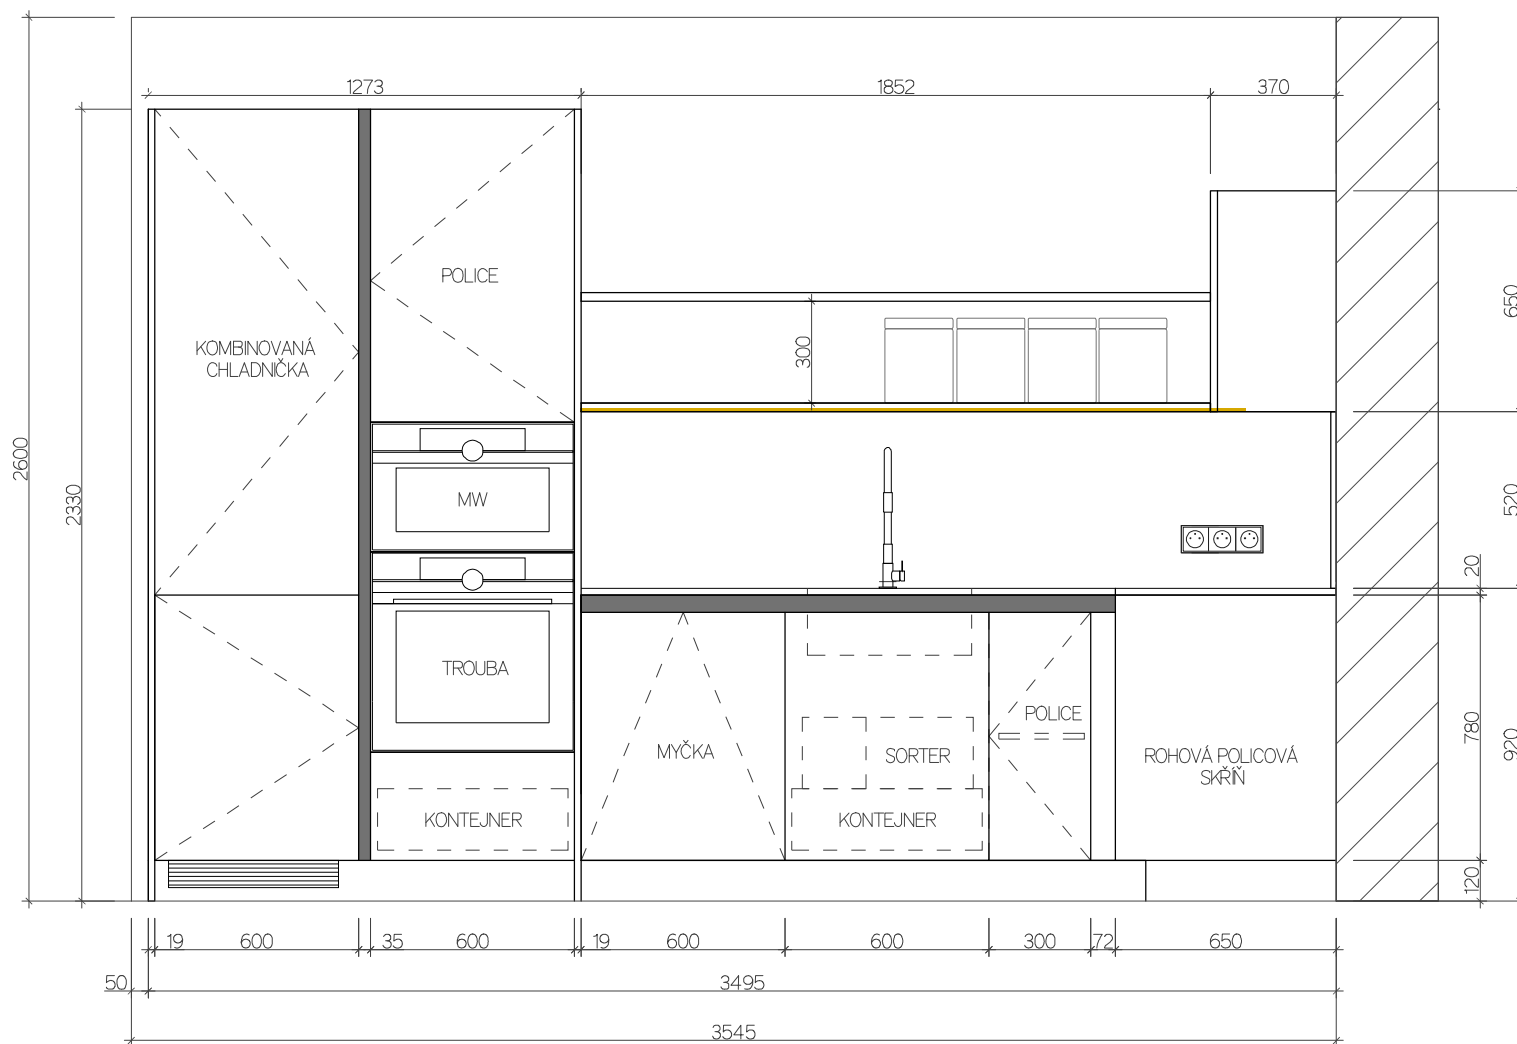 1273
1852
370
POLICE
650
KOMBINOVANÁ
CHLADNIČKA
300
2600
2330
MW
520
20
TROUBA
POLICE
780
920
MYČKA
SORTER
ROHOVÁ POLICOVÁ
SKŘÍŇ
KONTEJNER
KONTEJNER
120
19
600
35
600
19
600
600
300
72
650
50
3495
3545